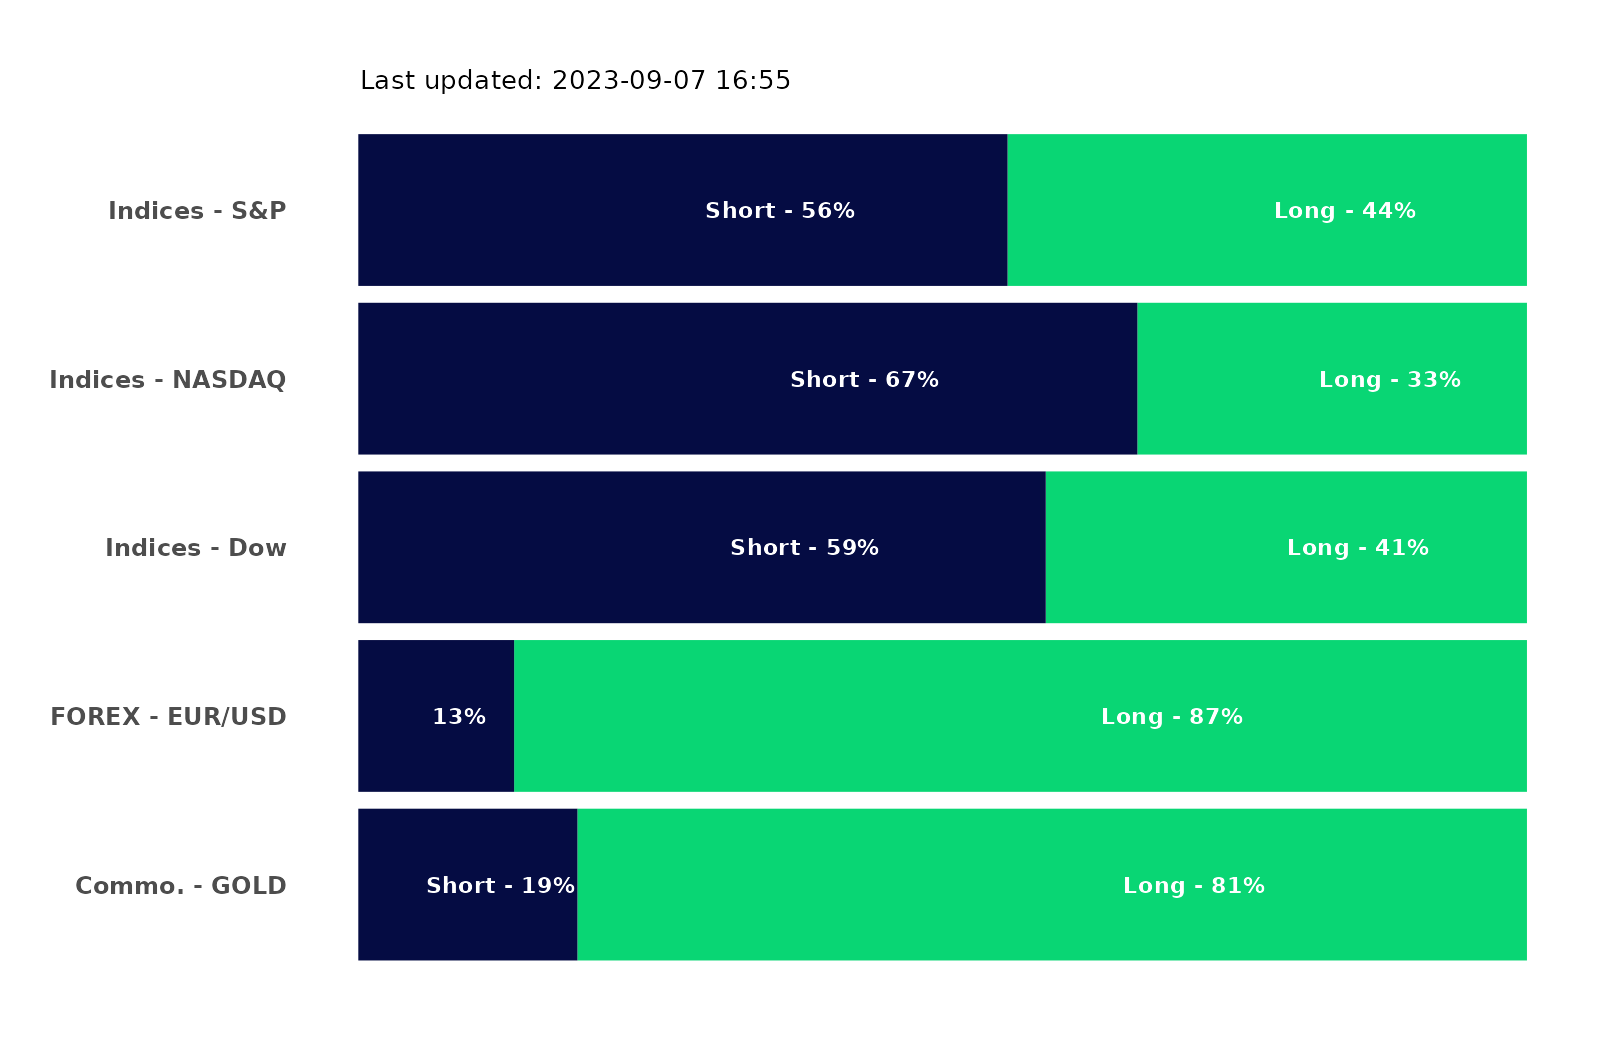 Last updated: 2023-09-07 16:55
Indices - S&P
Short - 56%
Long - 44%
Indices - NASDAQ
Short - 67%
Long - 33%
Indices - Dow
Short - 59%
Long - 41%
FOREX - EUR/USD
13%
Long - 87%
Commo. - GOLD
Short - 19%
Long - 81%